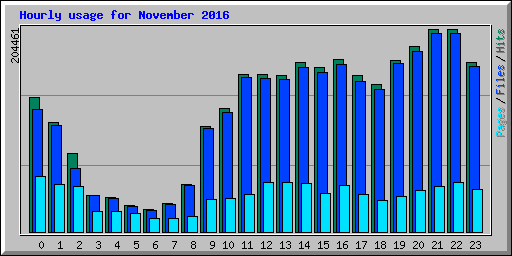 Hourly usage for November 2016
204461
Pages / Files / Hits
0 1 2 3 4 5 6 7 8 9 10 11 12 13 14 15 16 17 18 19 20 21 22 23